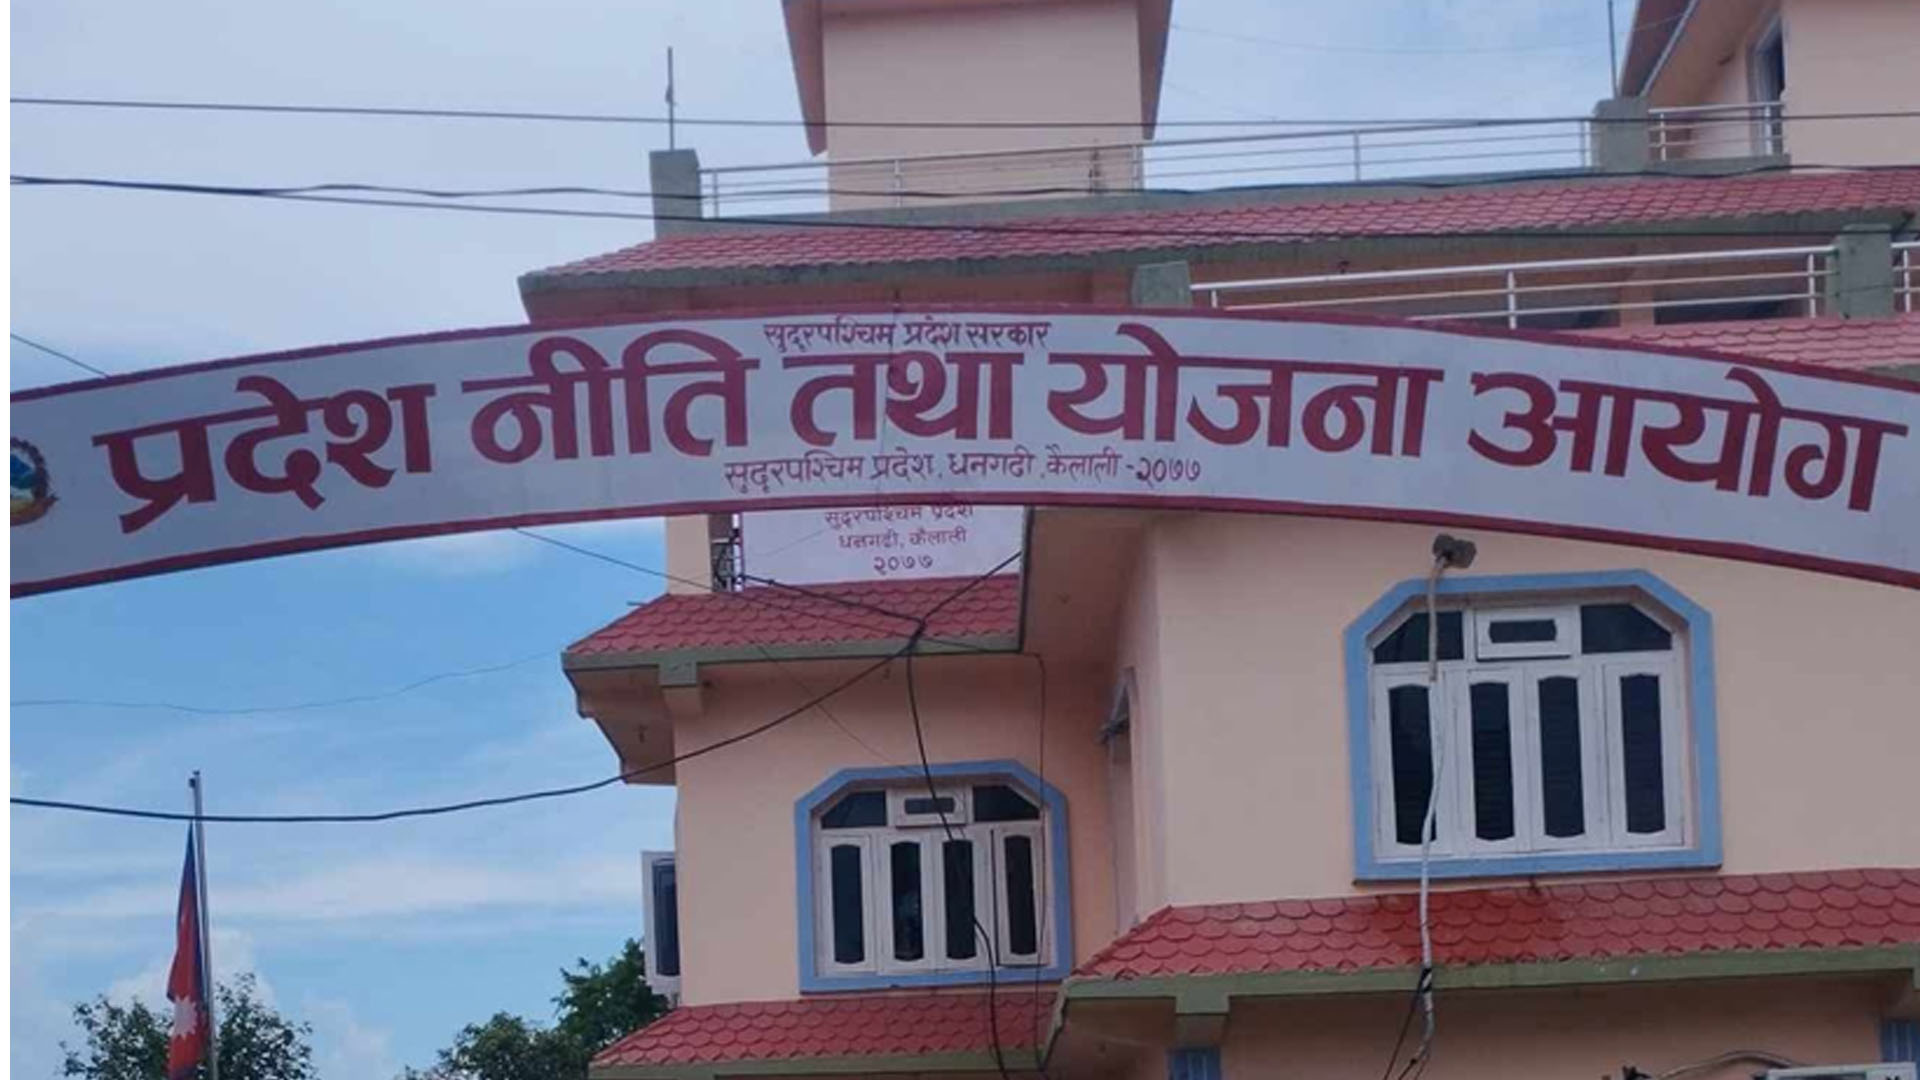 सुदूरपश्चिम प्रदेश सरकार
प्रदेश नीति तथा योजना आयोग
सुदूरपश्चिम प्रदेश, धनगढी ,कैलाली -२०७७
सुदूरपश्चिम प्रदेश
धनगढी, कैलाली
२०७७